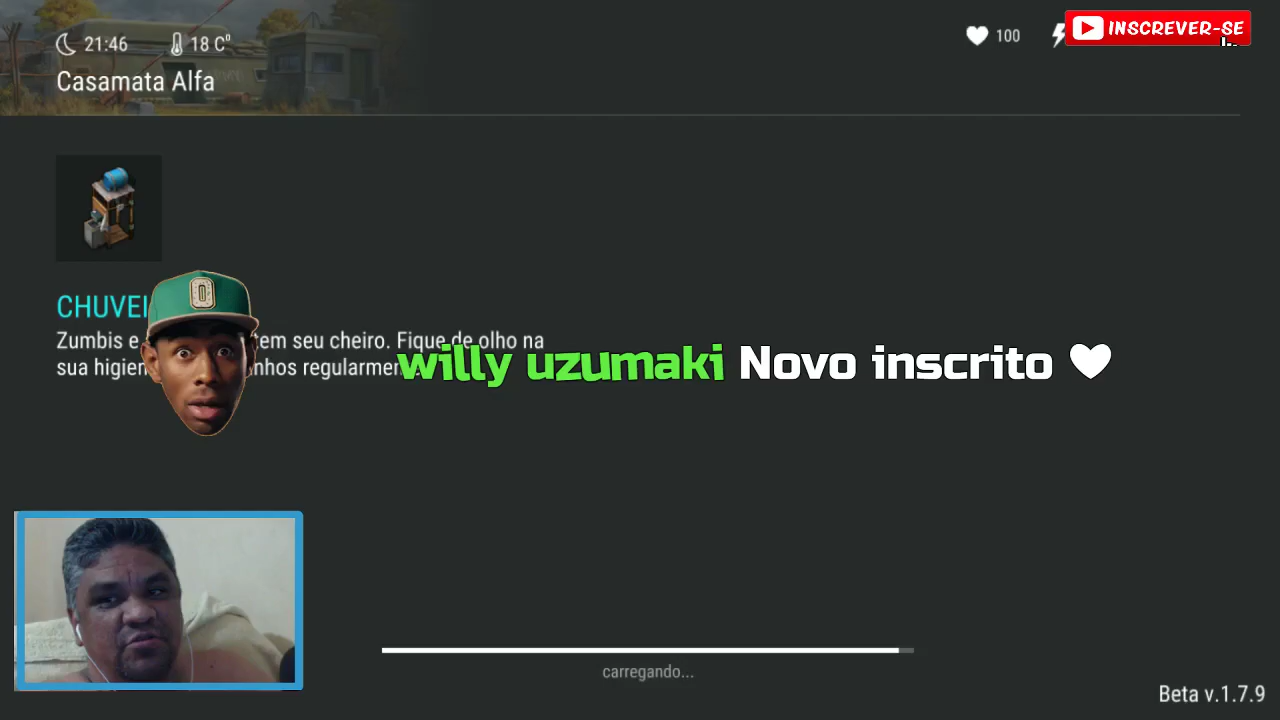 21:46 18 Cº
100
INSCREVER-SE
Casamata Alfa
CHUVEI
Zumbis e tem seu cheiro. Fique de olho na
sua higien nhos regularmen
willy uzumaki Novo inscrito
carregando...
Beta v.1.7.9